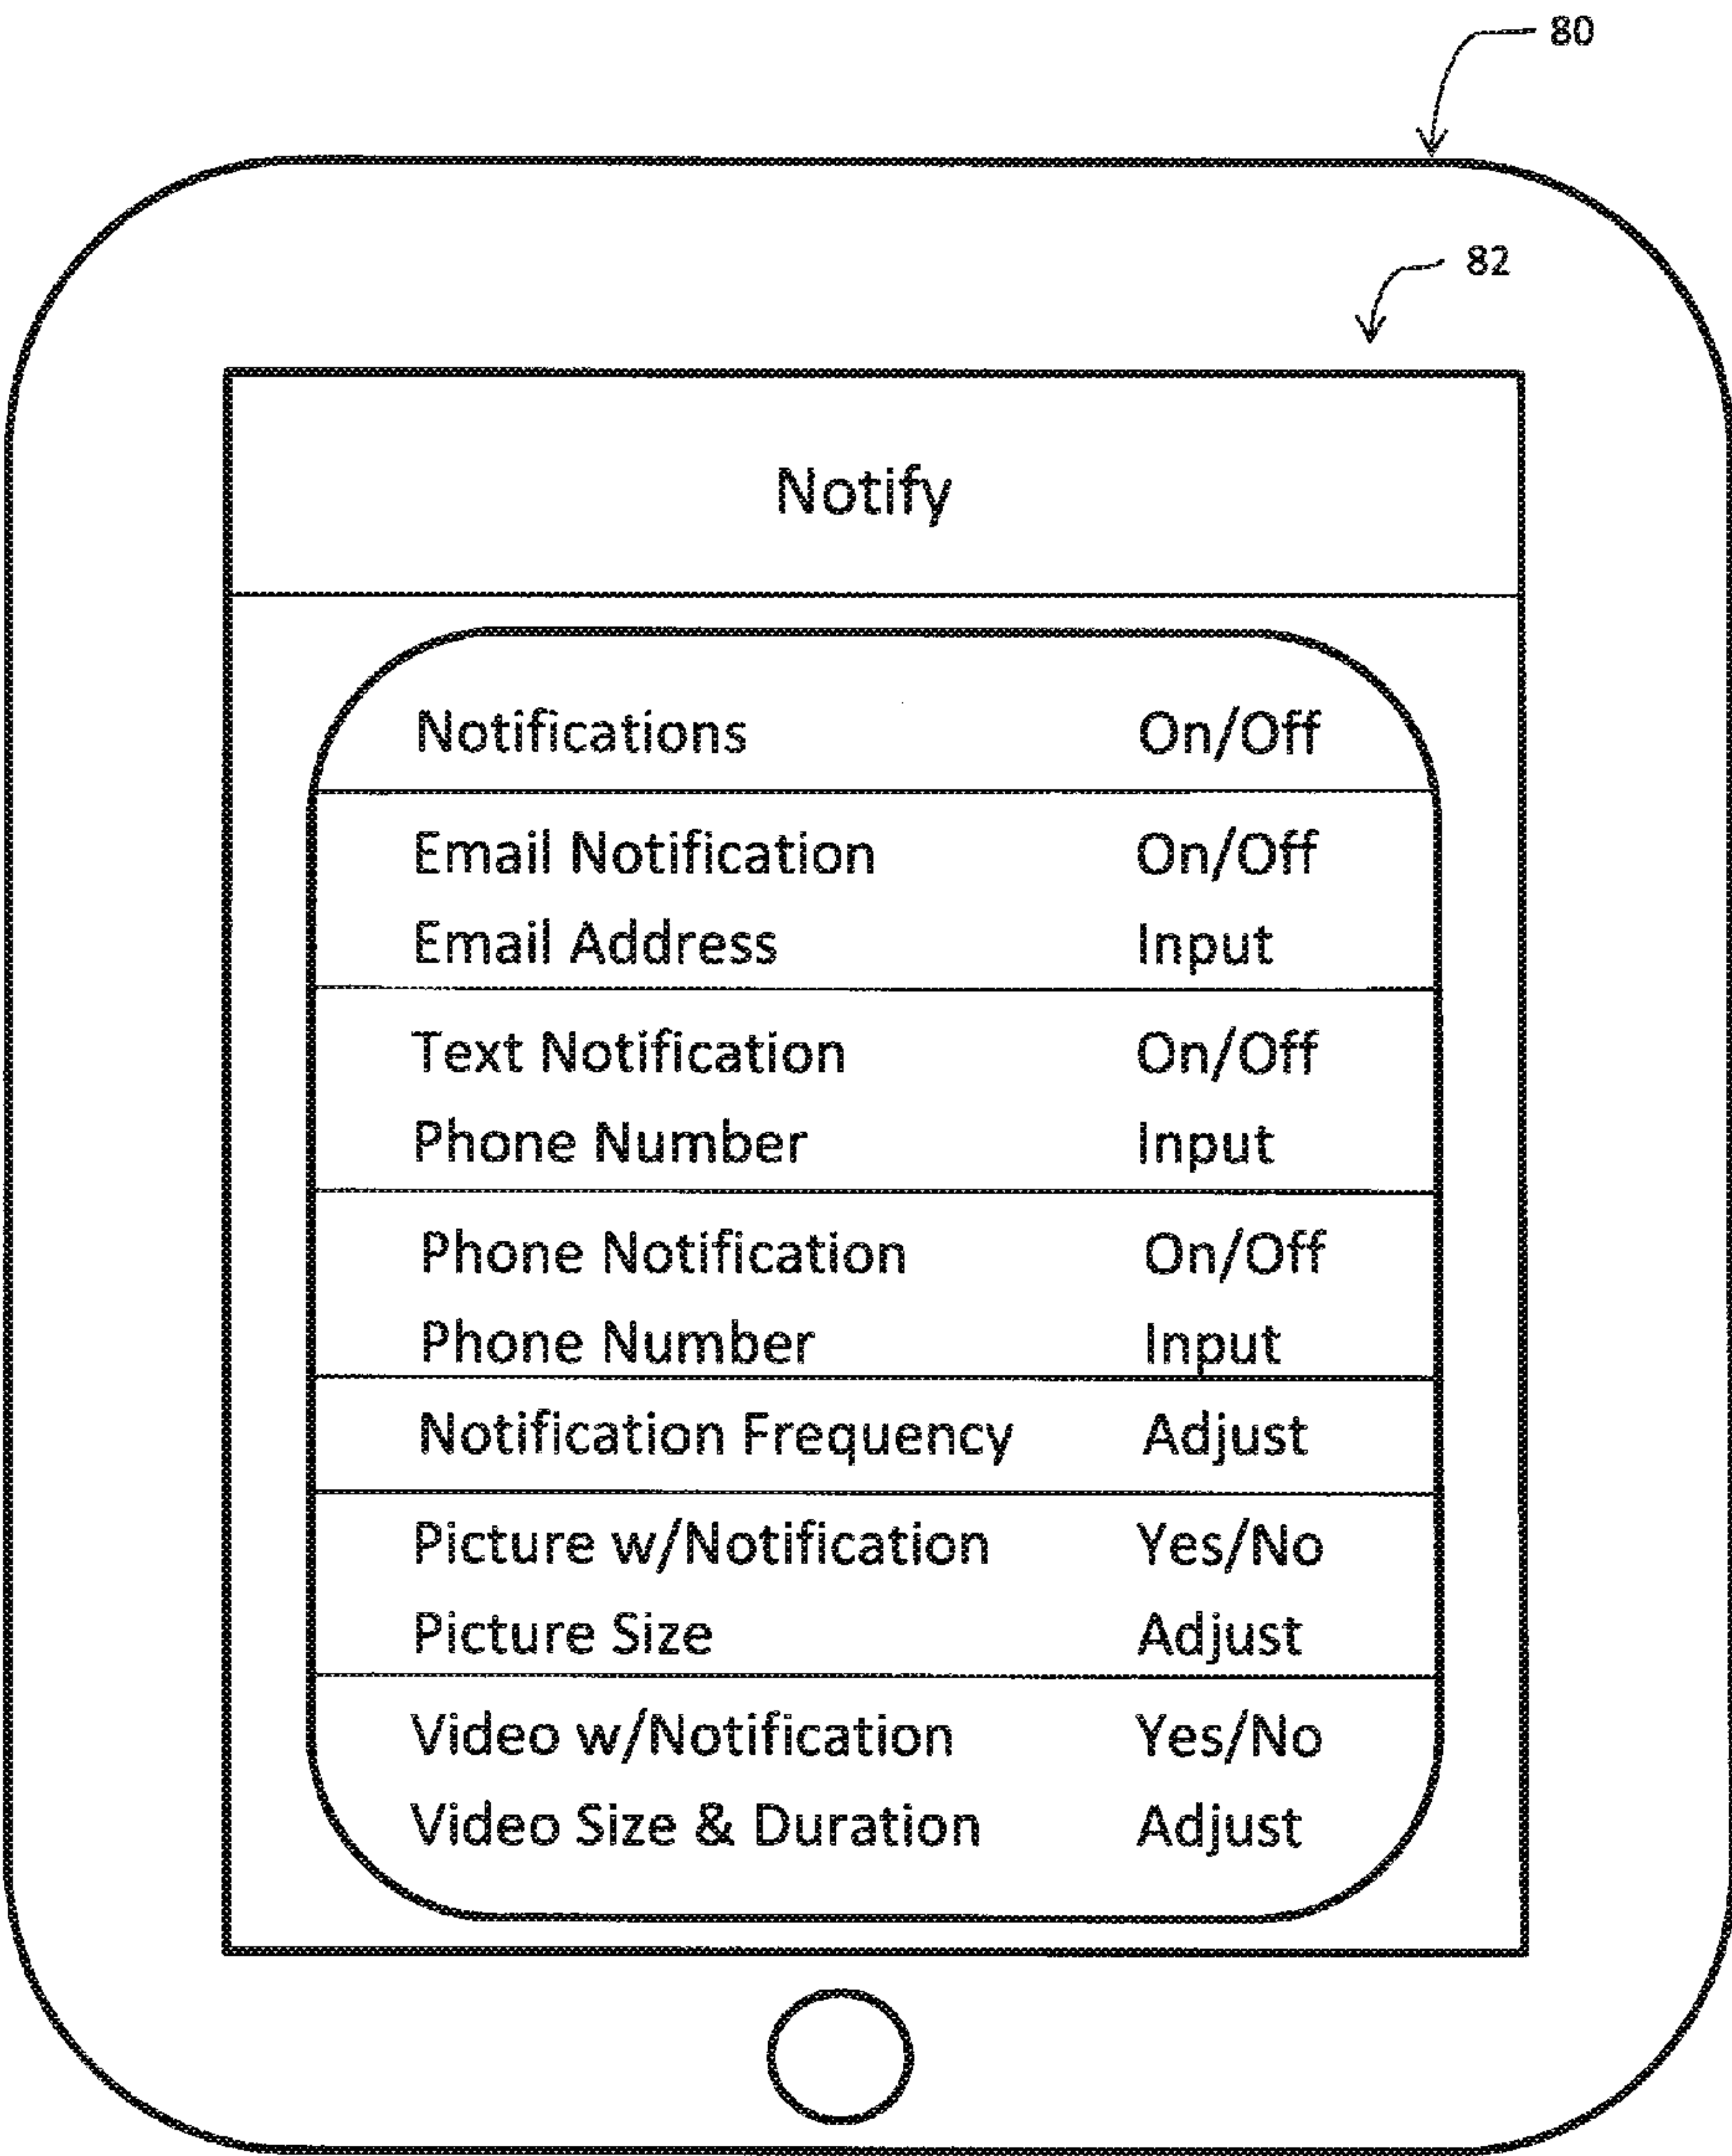 80
82
Notify
Notifications On/Off
Email Notification On/Off
Email Address Input
Text Notification On/Off
Phone Number Input
Phone Notification On/Off
Phone Number Input
Notification Frequency Adjust
Picture w/Notification Yes/No
Picture Size Adjust
Video w/Notification Yes/No
Video Size & Duration Adjust